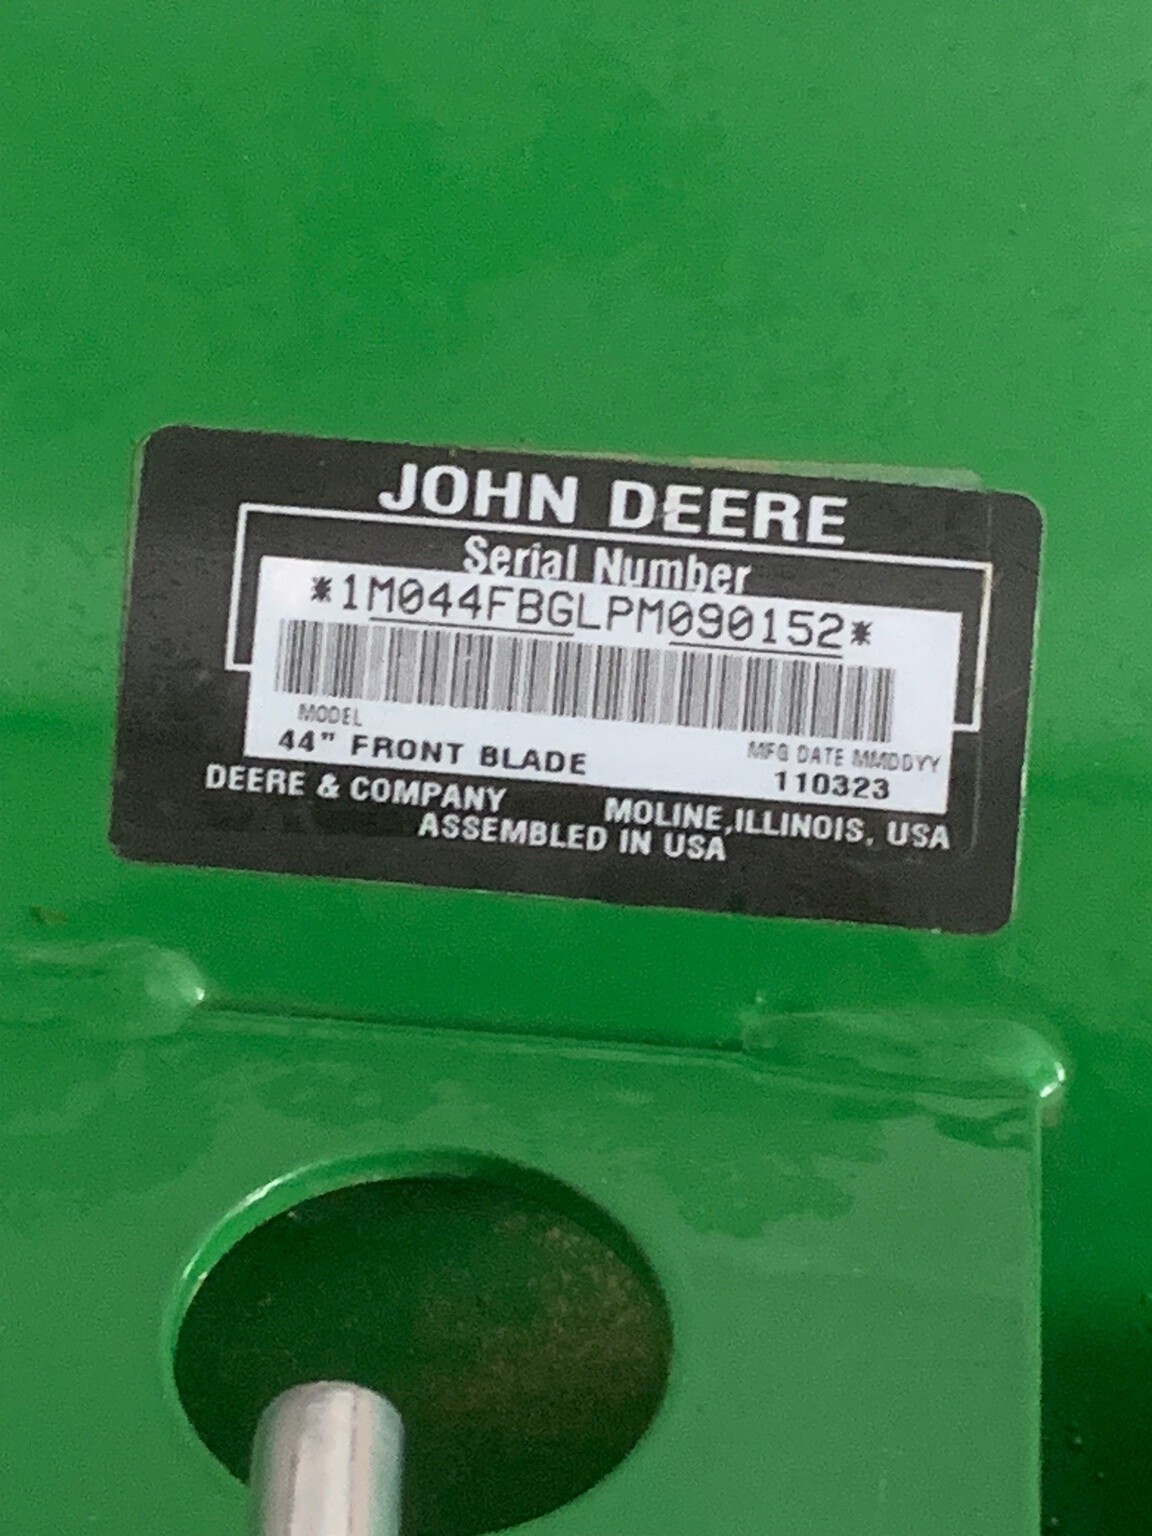 JOHN DEERE
Serial Number
*1M044FBGLPM090152*
MODEL
44" FRONT BLADE
MFG DATE MMDDYY
110323
DEERE & COMPANY
MOLINE, ILLINOIS, USA
ASSEMBLED IN USA